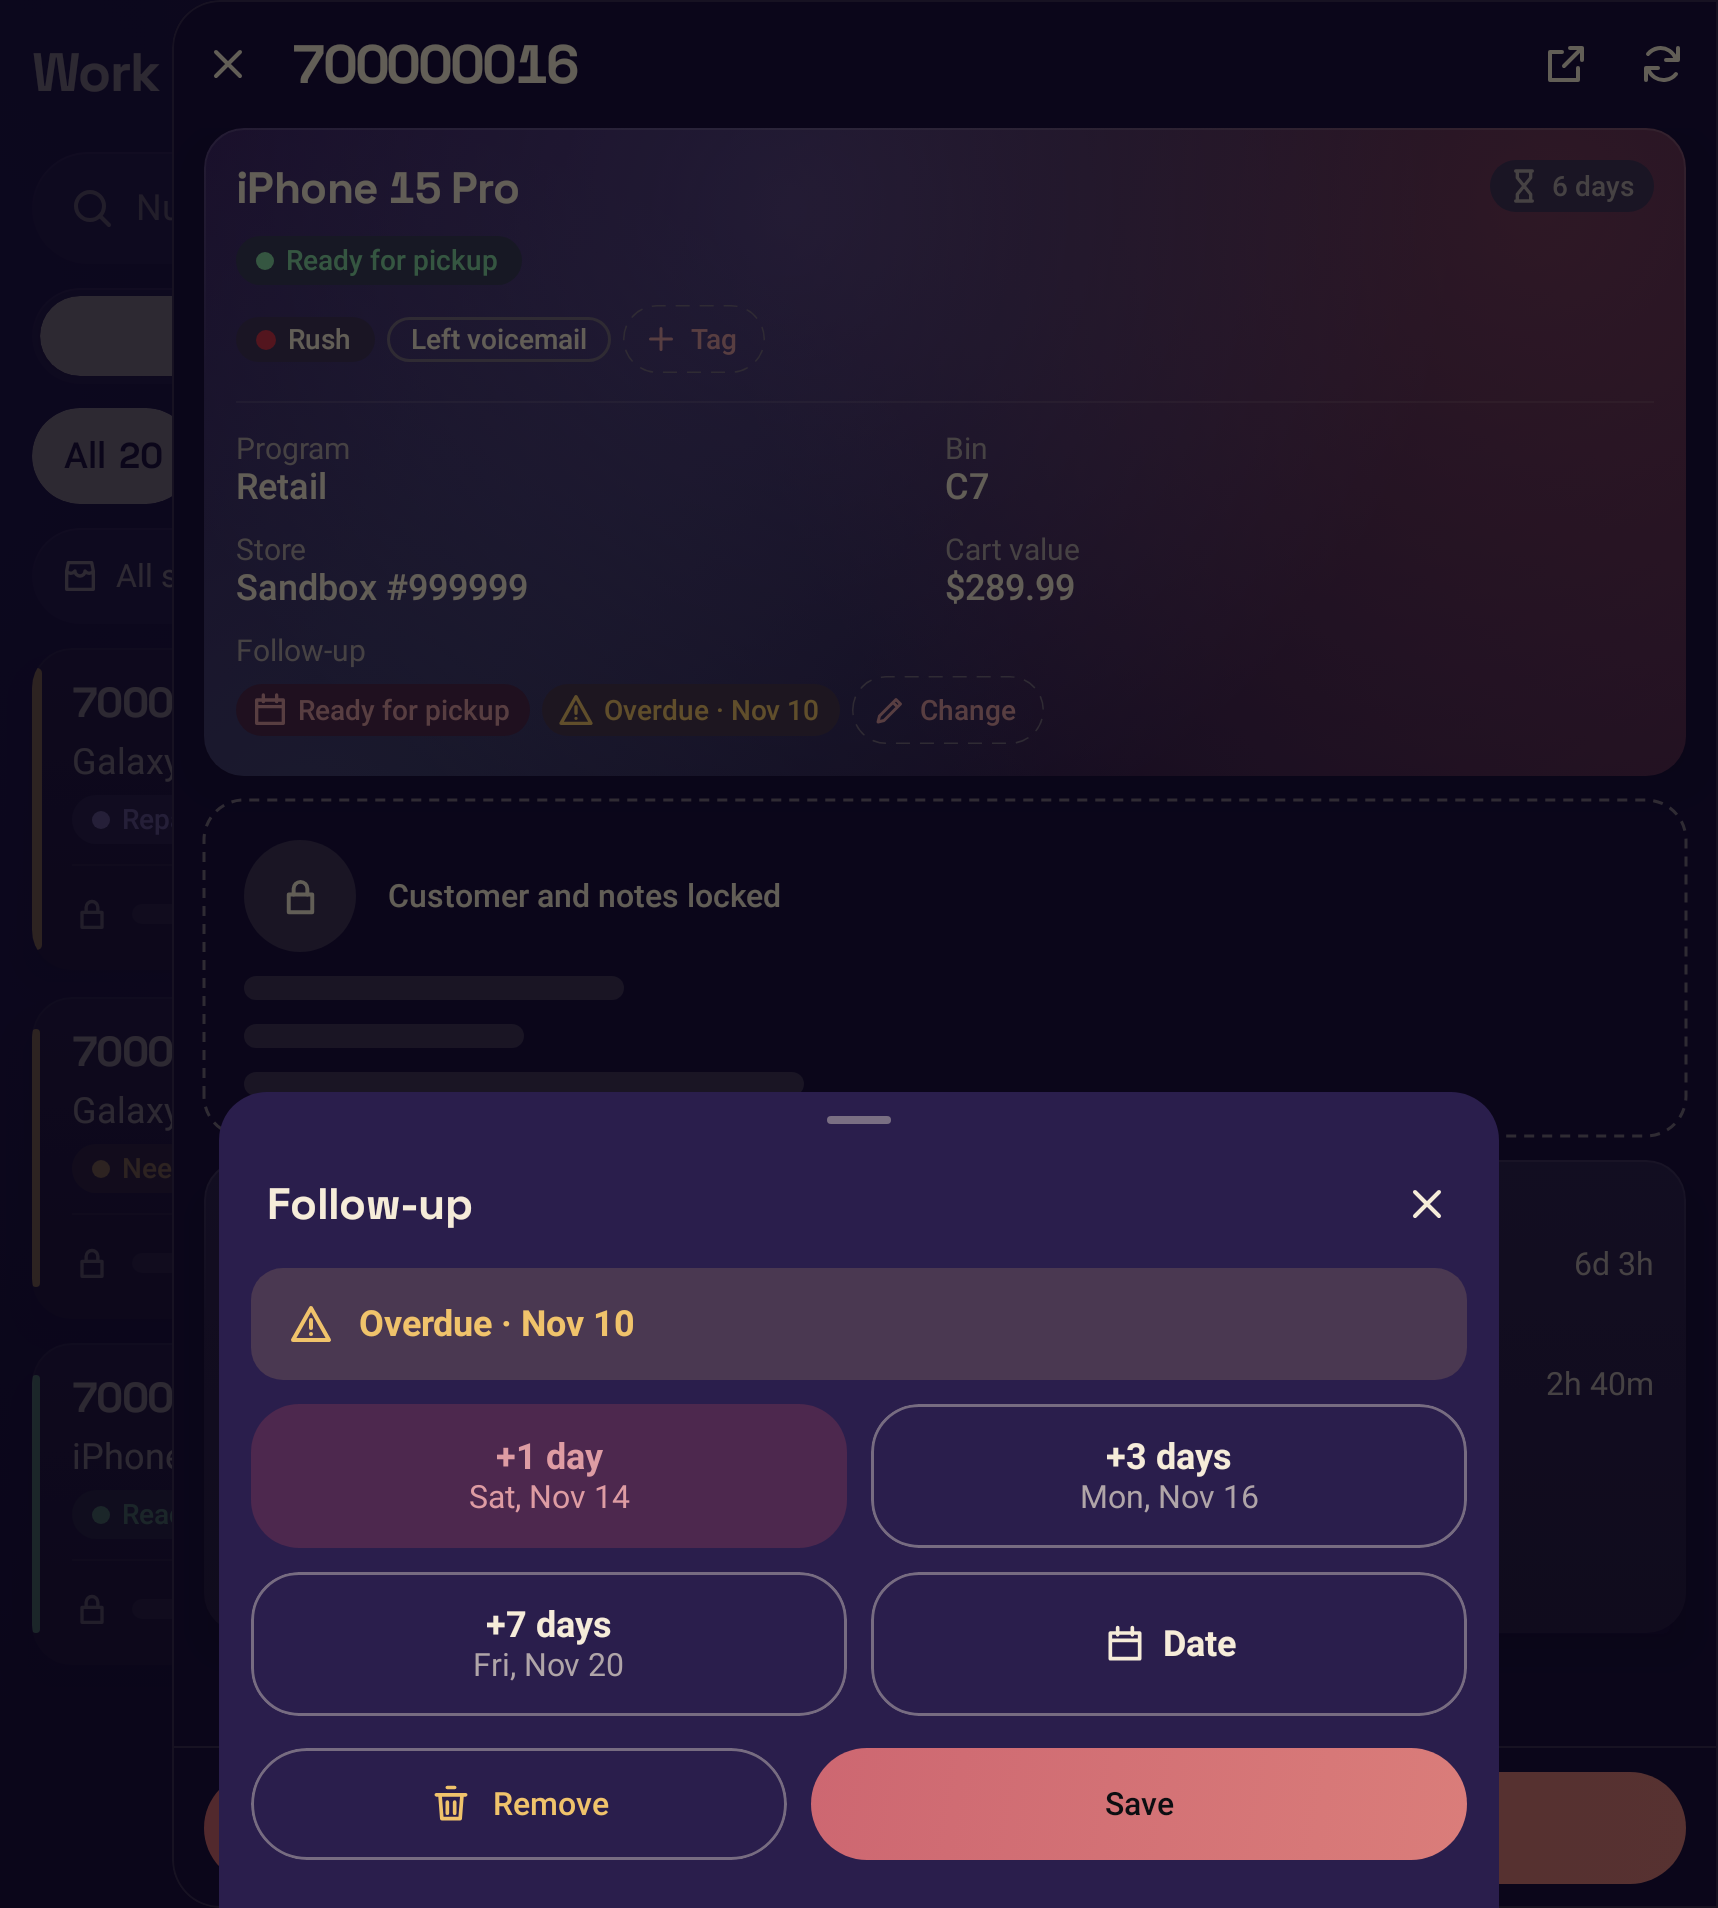 Work
700000016
iPhone 15 Pro
6 days
Ready for pickup
Rush
Left voicemail
+ Tag
All 20
Program
Retail
Bin
C7
Store
Sandbox #999999
Cart value
$289.99
Follow-up
Ready for pickup
Overdue · Nov 10
Change
7000
Galaxy
Customer and notes locked
7000
Galaxy
7000
iPhone
Follow-up
Overdue · Nov 10
6d 3h
2h 40m
+1 day
Sat, Nov 14
+3 days
Mon, Nov 16
+7 days
Fri, Nov 20
Date
Remove
Save